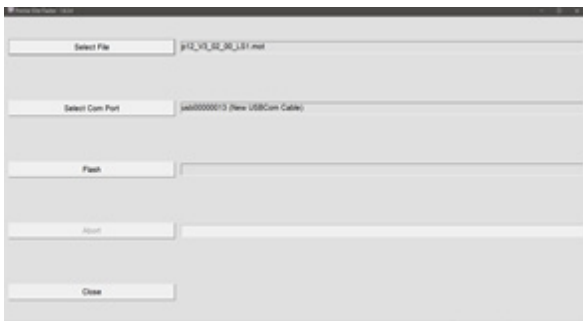 Select File
p12_V3_02_00_LS1.mot
Select Com Port
usb00000013 (New USBCom Cable)
Flash
Abort
Close